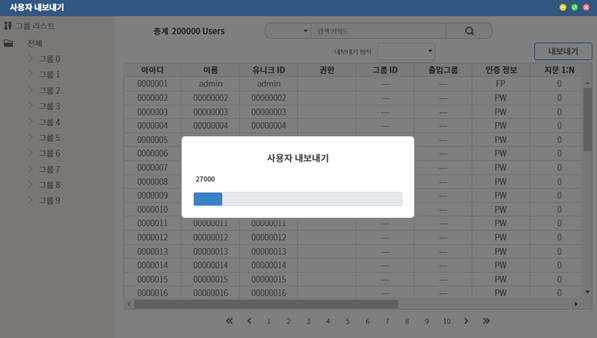 사용자 내보내기
그룹 리스트
총계 200000 Users
검색 키워드
전체
내보내기 형식
내보내기
그룹 0
그룹 1
그룹 2
그룹 3
그룹 4
그룹 5
그룹 6
그룹 7
그룹 8
그룹 9
아이디 이름 유니크 ID 권한 그룹 ID 출입그룹 인증 정보 지문 1:N
0000001 admin admin --- --- FP 0
0000002 00000002 00000002 --- --- PW 0
0000003 00000003 00000003 --- --- PW 0
0000004 00000004 00000004 --- --- PW 0
0000005 PW 0
0000006 PW 0
0000007 PW 0
0000008 PW 0
0000009 PW 0
0000010 PW 0
0000011 00000011 00000011 --- --- PW 0
0000012 00000012 00000012 --- --- PW 0
0000013 00000013 00000013 --- --- PW 0
0000014 00000014 00000014 --- --- PW 0
0000015 00000015 00000015 --- --- PW 0
0000016 00000016 00000016 --- --- PW 0
사용자 내보내기
27000
1 2 3 4 5 6 7 8 9 10